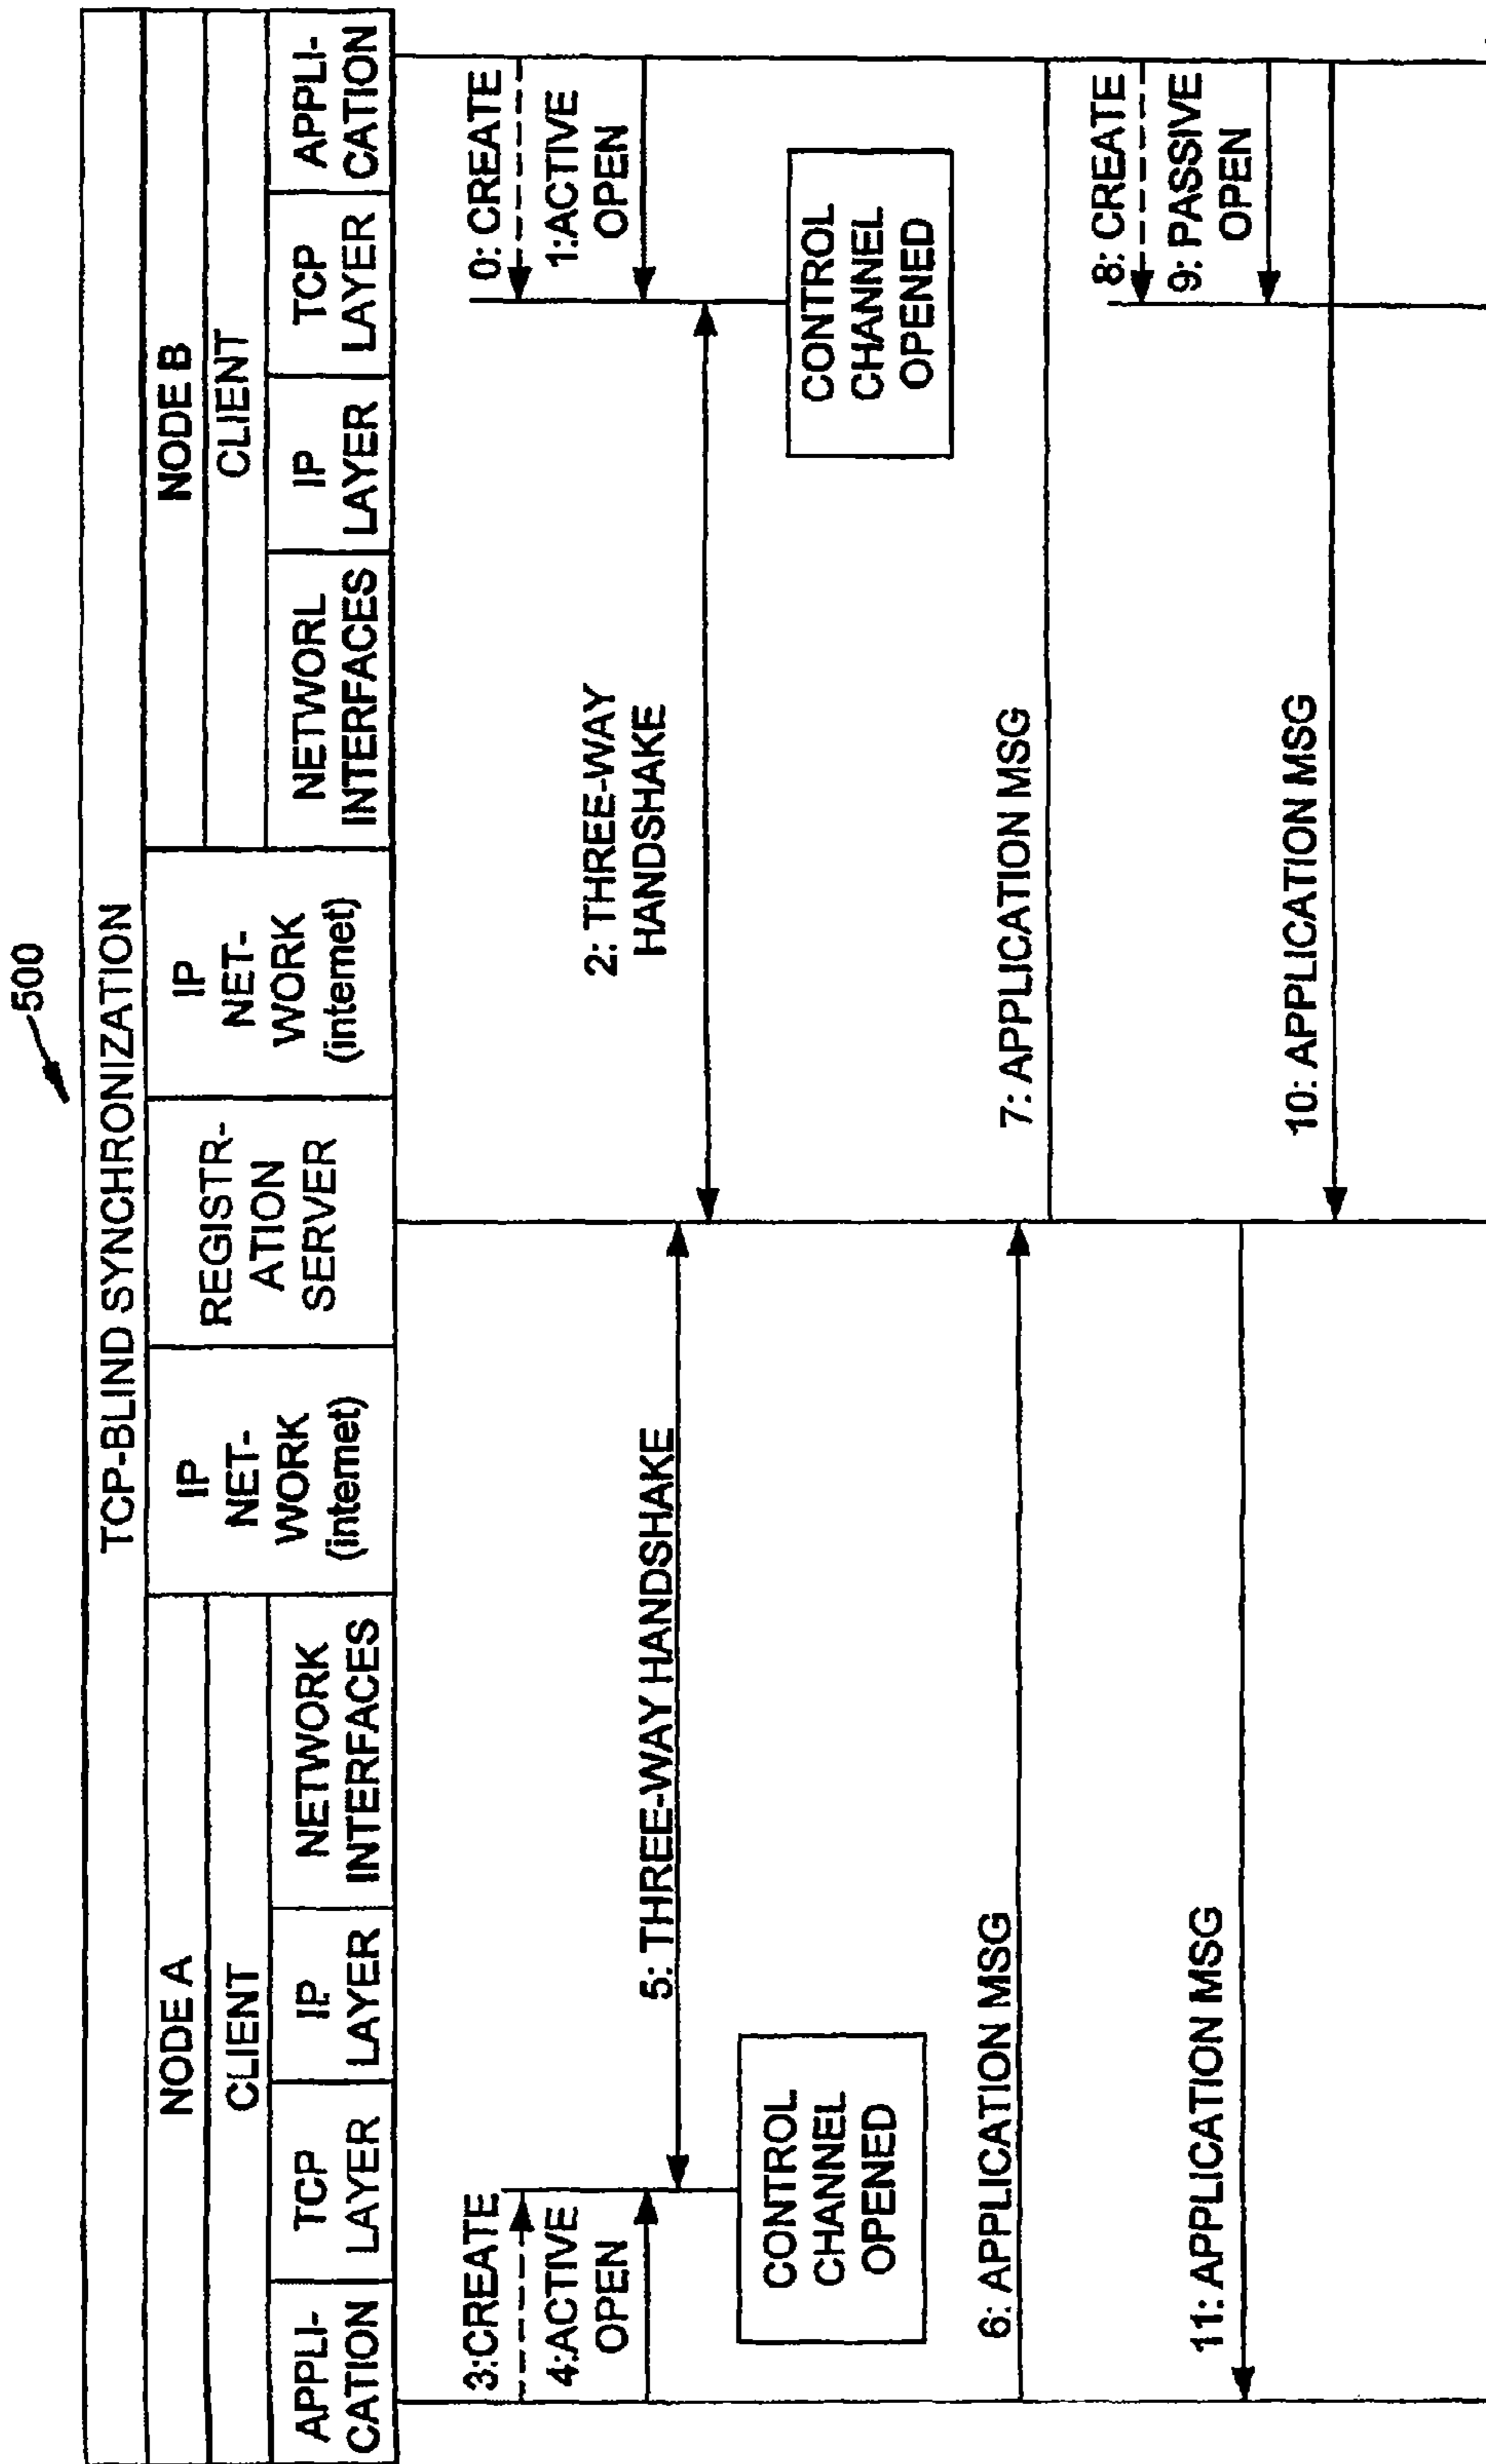 500
TCP-BLIND SYNCHRONIZATION
NODE A
IP
NET-
WORK
(internet)
REGISTR-
ATION
SERVER
IP
NET-
WORK
(internet)
NODE B
CLIENT
CLIENT
APPLI-
CATION
TCP
LAYER
IP
LAYER
NETWORK
INTERFACES
NETWORL
INTERFACES
IP
LAYER
TCP
LAYER
APPLI-
CATION
0: CREATE
1:ACTIVE
OPEN
2: THREE-WAY
HANDSHAKE
CONTROL
CHANNEL
OPENED
3:CREATE
4:ACTIVE
OPEN
5: THREE-WAY HANDSHAKE
CONTROL
CHANNEL
OPENED
6: APPLICATION MSG
7: APPLICATION MSG
8: CREATE
9: PASSIVE
OPEN
10: APPLICATION MSG
11: APPLICATION MSG